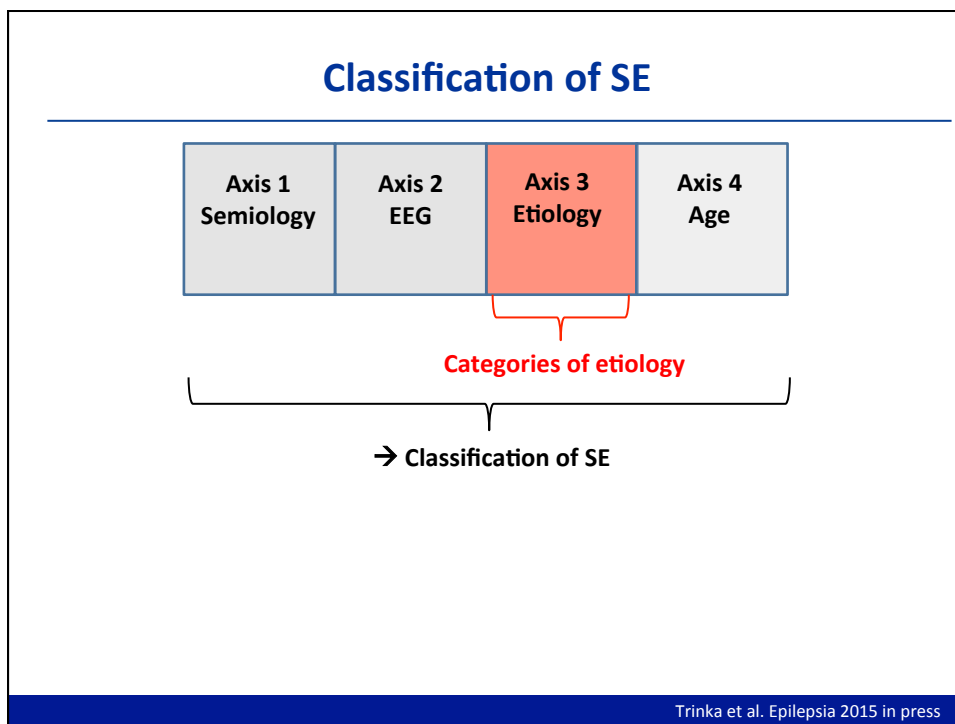 Classification of SE
Axis 1
Semiology
Axis 2
EEG
Axis 3
Etiology
Axis 4
Age
Categories of etiology
→ Classification of SE
Trinka et al. Epilepsia 2015 in press